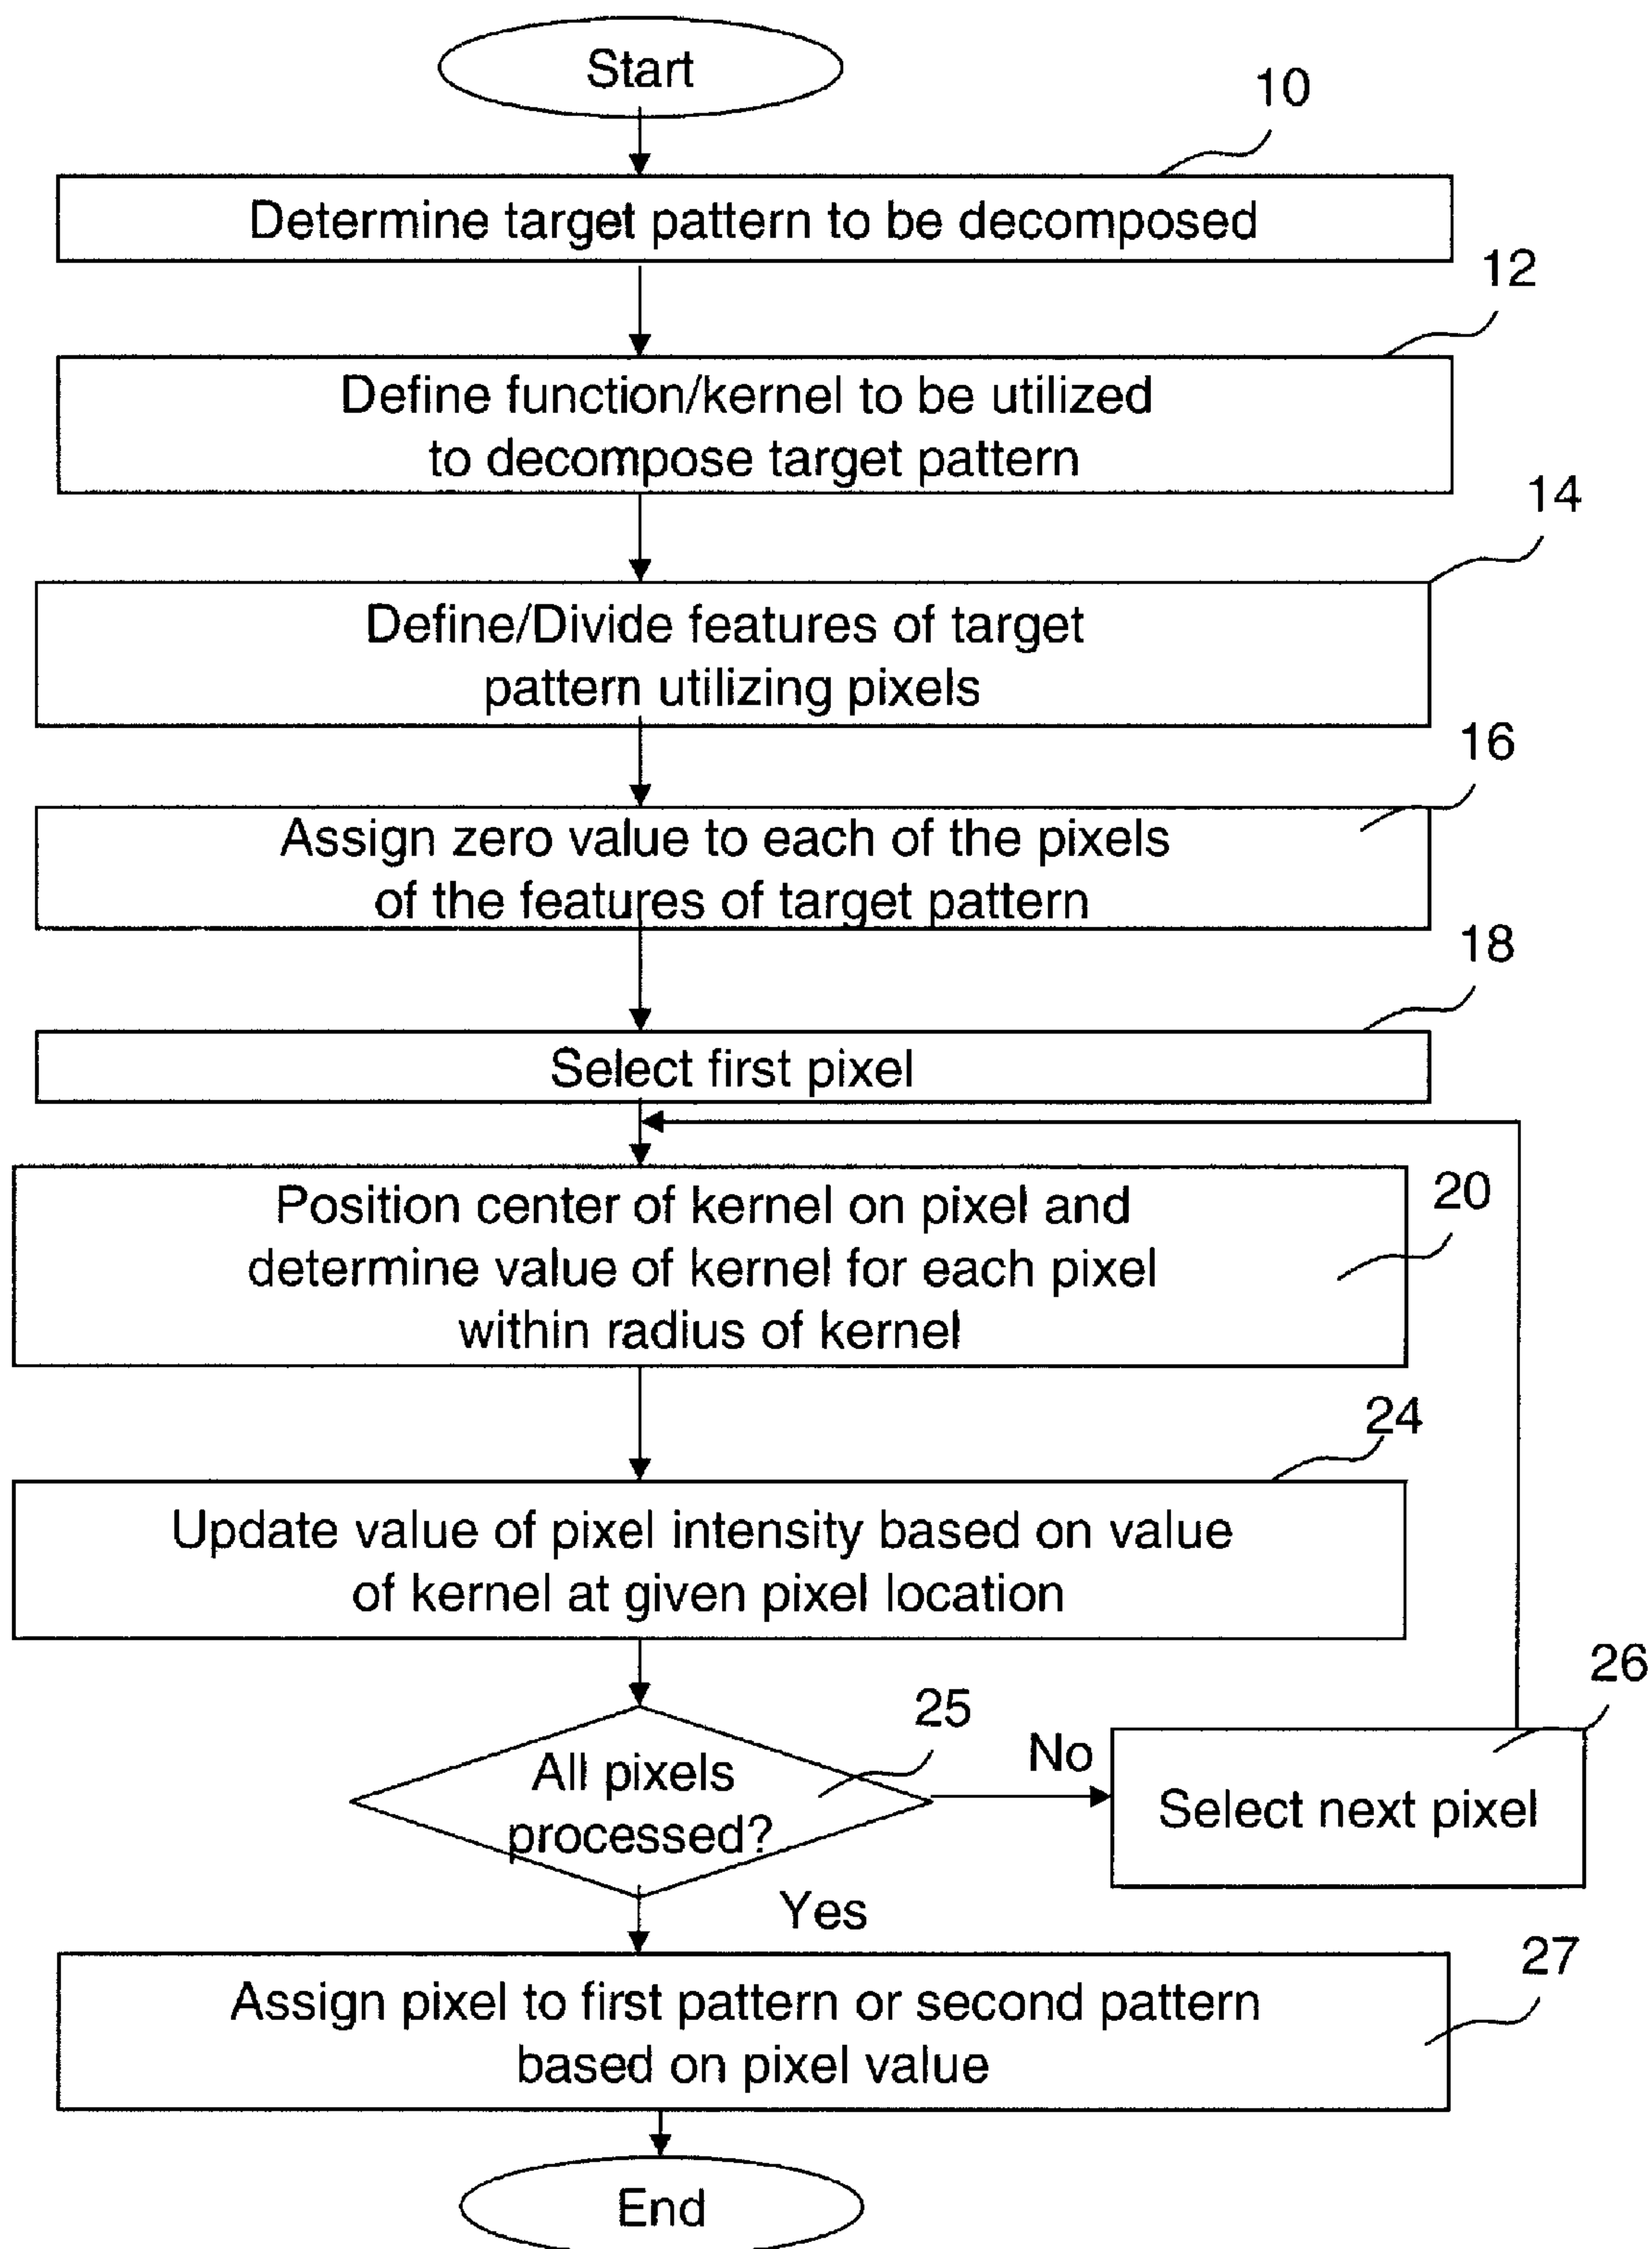 Start
10
Determine target pattern to be decomposed
12
Define function/kernel to be utilized
to decompose target pattern
14
Define/Divide features of target
pattern utilizing pixels
16
Assign zero value to each of the pixels
of the features of target pattern
18
Select first pixel
20
Position center of kernel on pixel and
determine value of kernel for each pixel
within radius of kernel
24
Update value of pixel intensity based on value
of kernel at given pixel location
25
All pixels
processed?
No
26
Select next pixel
Yes
27
Assign pixel to first pattern or second pattern
based on pixel value
End